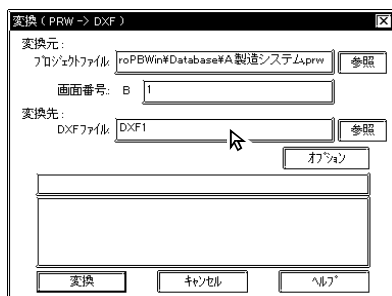 変換 ( PRW -> DXF )
変換元 :
プロジェクトファイル roPBWin¥Database¥A製造システム.prw 参照
画面番号: B 1
変換先 :
DXFファイル DXF1 参照
オプション
変換 キャンセル ヘルプ